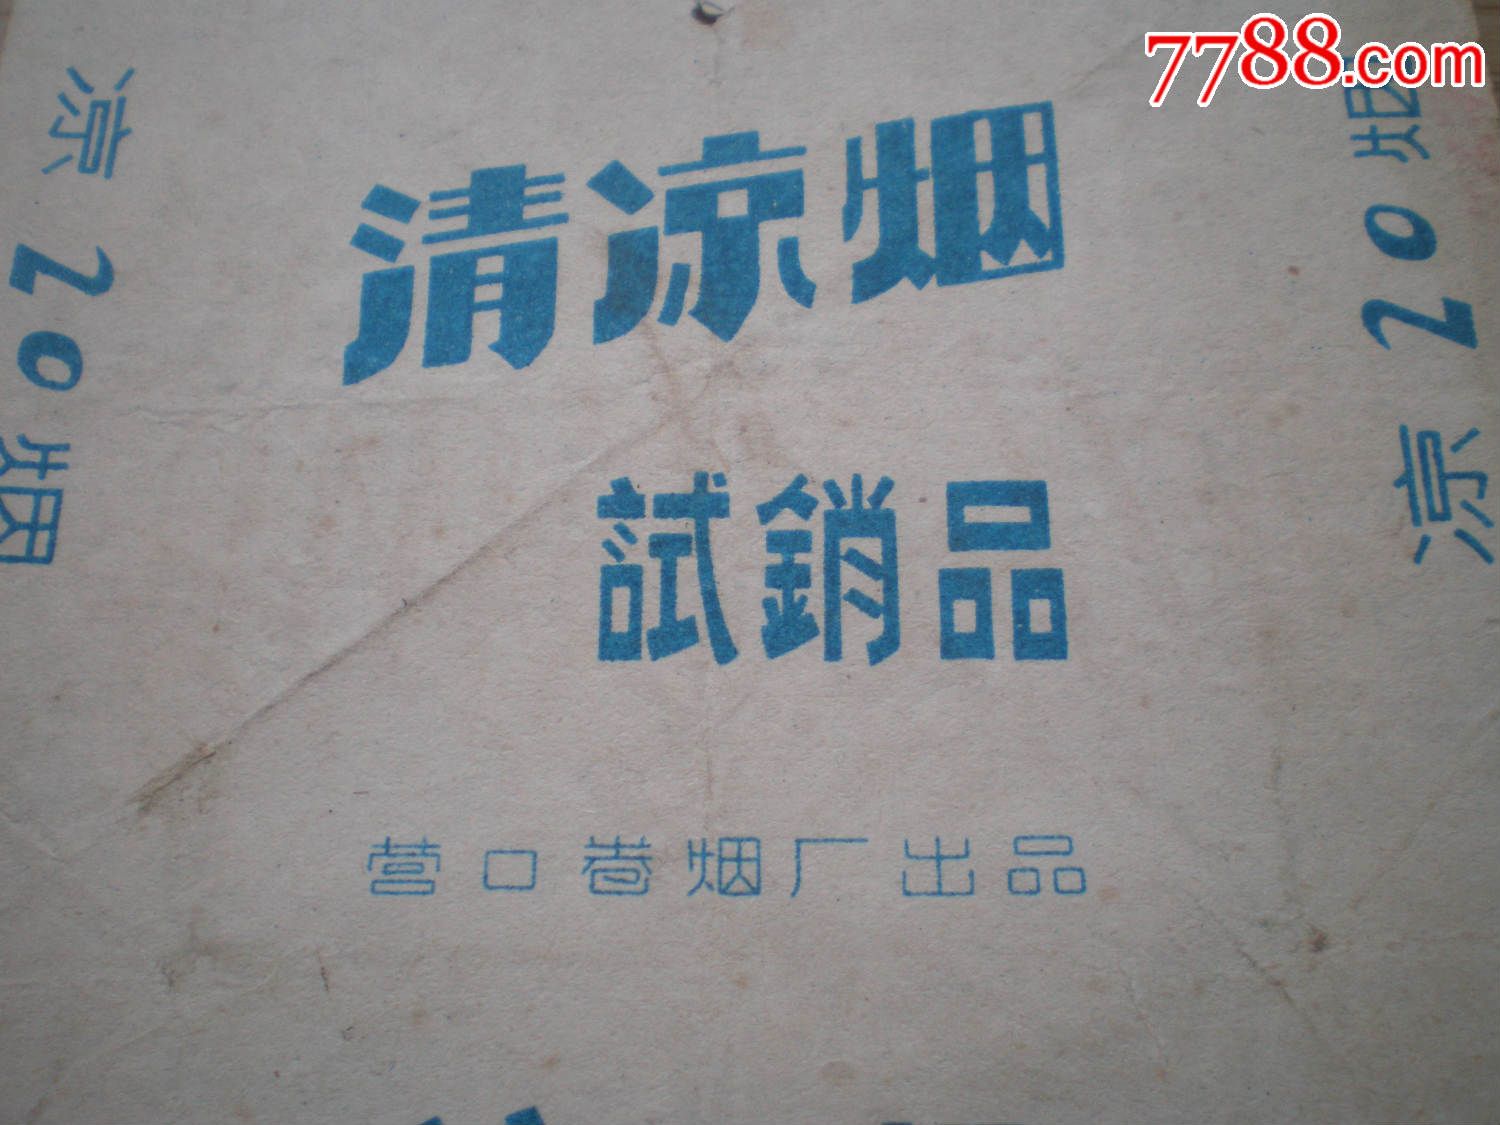 7788.com
清凉烟
試銷品
营口卷烟厂出品
凉 20 烟
凉 20 烟